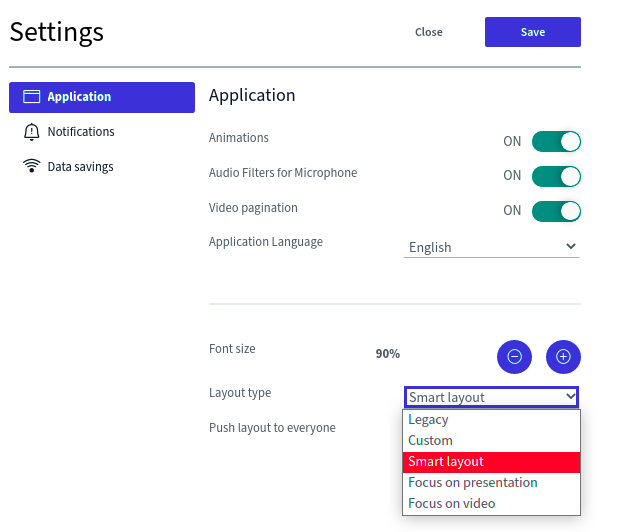 Settings
Close
Save
Application
Notifications
Data savings
Application
Animations
ON
Audio Filters for Microphone
ON
Video pagination
ON
Application Language
English
Font size
90%
Layout type
Smart layout
Push layout to everyone
Legacy
Custom
Smart layout
Focus on presentation
Focus on video